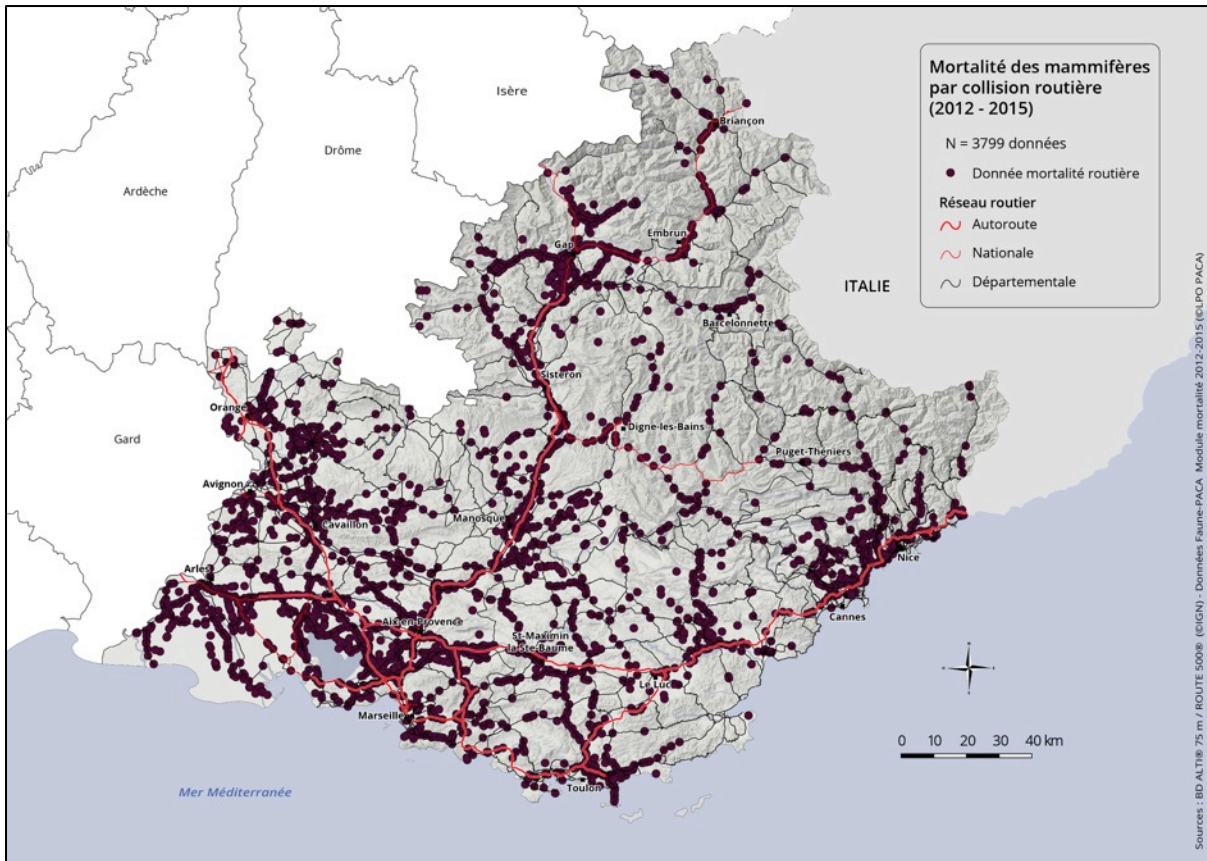 Mortalité des mammifères
par collision routière
(2012 - 2015)
N = 3799 données
Donnée mortalité routière
Réseau routier
Autoroute
Nationale
Départementale
Isère
Drôme
Ardèche
Gard
ITALIE
Briançon
Embrun
Gap
Barcelonnette
Sisteron
Digne-les-Bains
Puget-Théniers
Orange
Avignon
Cavaillon
Manosque
Arles
Nice
Cannes
Aix-en-Provence
St-Maximin
la Ste-Baume
Le Luc
Marseille
Toulon
Mer Méditerranée
0 10 20 30 40 km
Sources : BD ALTI® 75 m / ROUTE 500® (©IGN) - Données Faune-PACA Module mortalité 2012-2015 (©LPO PACA)